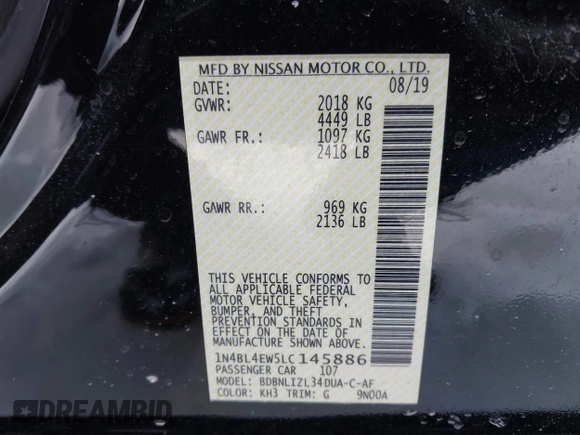 MFD BY NISSAN MOTOR CO., LTD.
DATE: 08/19
GVWR: 2018 KG
4449 LB
GAWR FR.: 1097 KG
2418 LB
GAWR RR.: 969 KG
2136 LB
THIS VEHICLE CONFORMS TO
ALL APPLICABLE FEDERAL
MOTOR VEHICLE SAFETY,
BUMPER, AND THEFT
PREVENTION STANDARDS IN
EFFECT ON THE DATE OF
MANUFACTURE SHOWN ABOVE.
1N4BL4EW5LC145886
PASSENGER CAR 107
MODEL: BDBNLIZL34DUA-C-AF
COLOR: KH3 TRIM: G 9N00A
DREAMBID